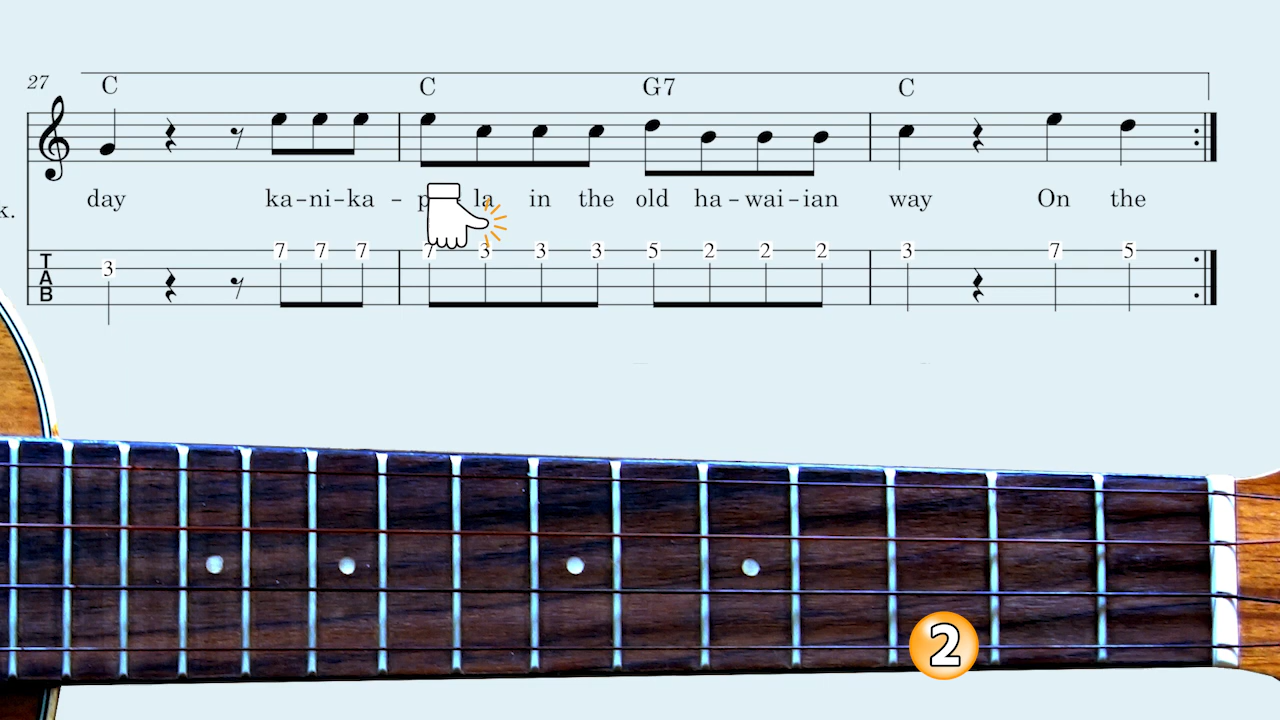 27 C C G7 C
day ka-ni-ka - la in the old ha-wai-ian way On the
k.
T A B 3 7 7 7 7 3 3 3 5 2 2 2 3 7 5
2